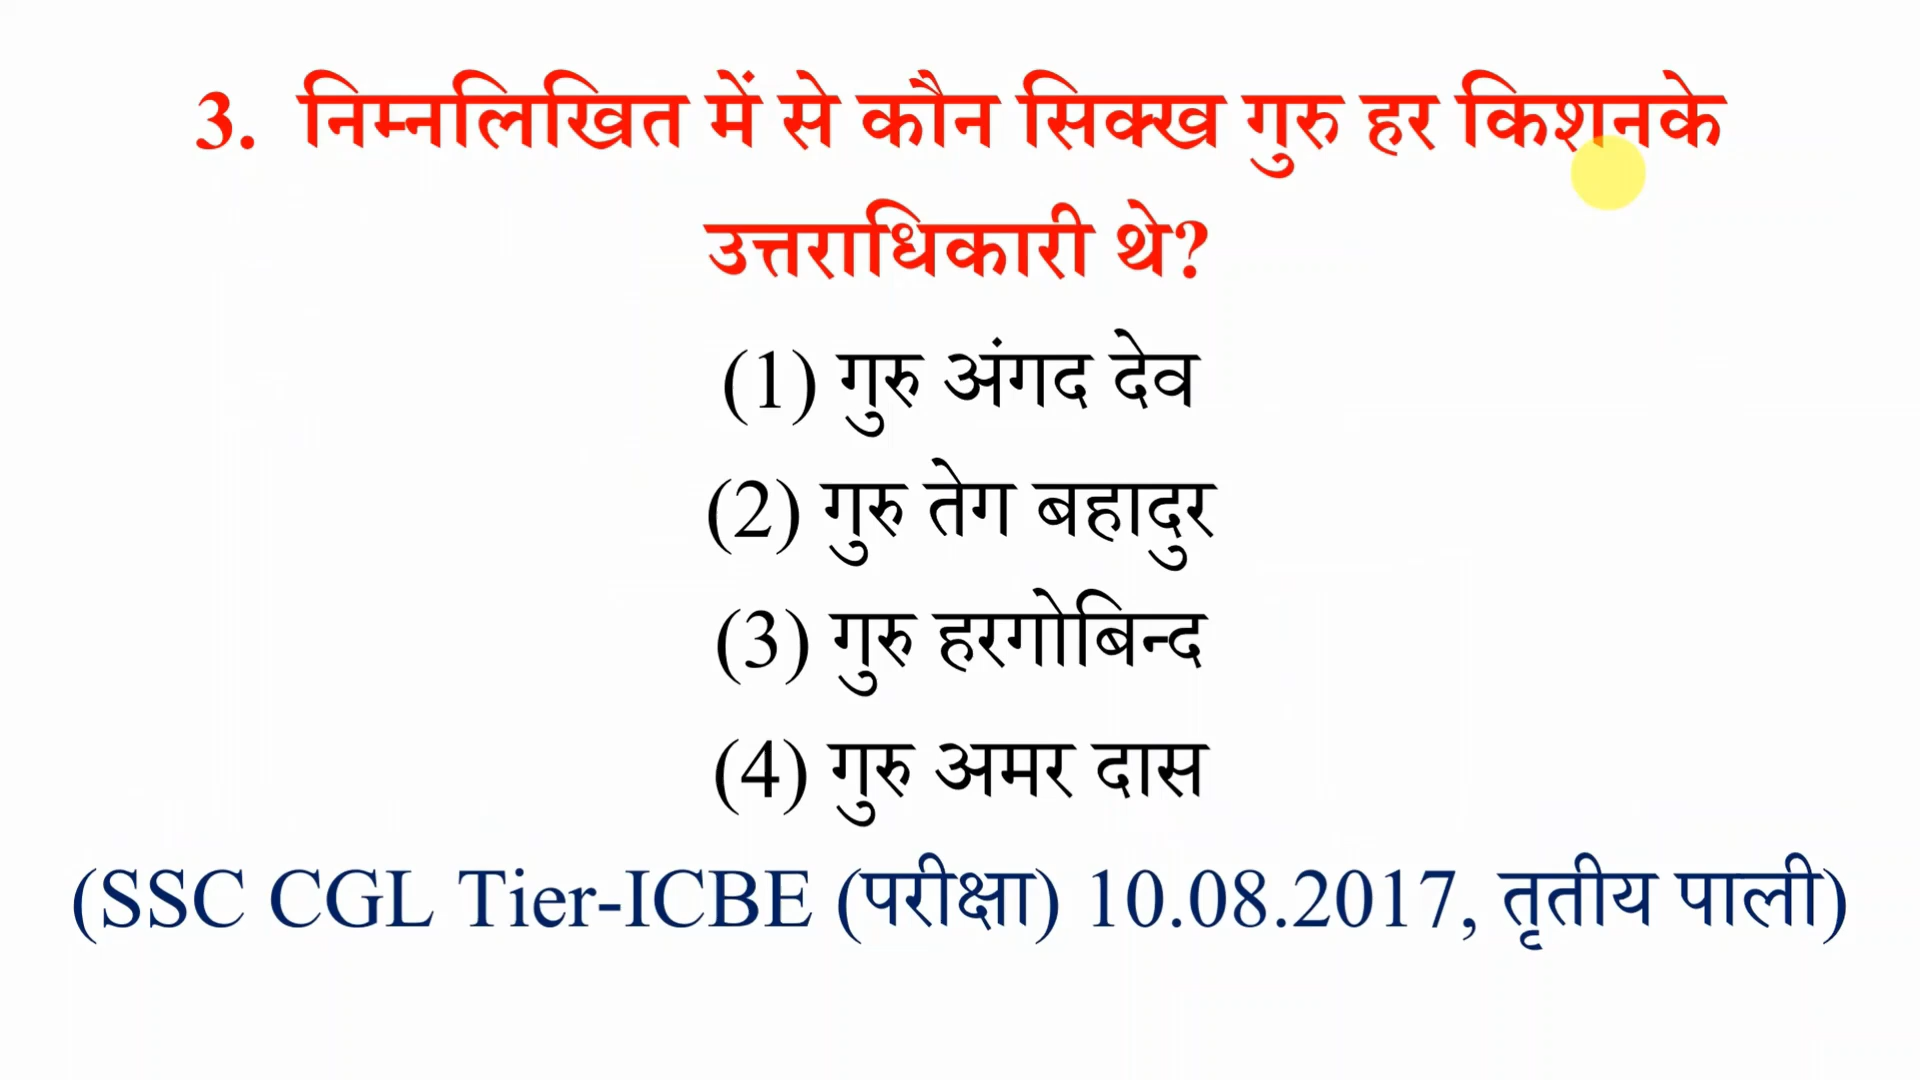 3. निम्नलिखित में से कौन सिक्ख गुरु हर किशनके
उत्तराधिकारी थे?
(1) गुरु अंगद देव
(2) गुरु तेग बहादुर
(3) गुरु हरगोबिन्द
(4) गुरु अमर दास
(SSC CGL Tier-ICBE (परीक्षा) 10.08.2017, तृतीय पाली)